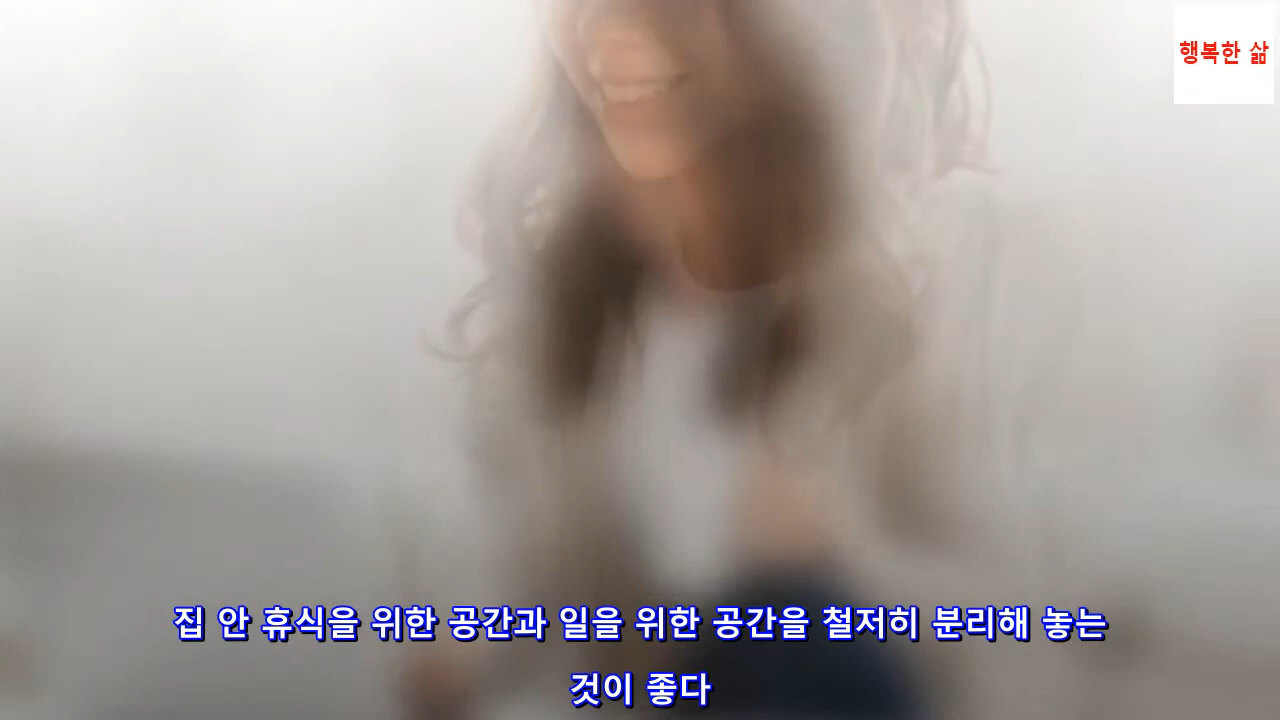 행복한 삶
집 안 휴식을 위한 공간과 일을 위한 공간을 철저히 분리해 놓는
것이 좋다